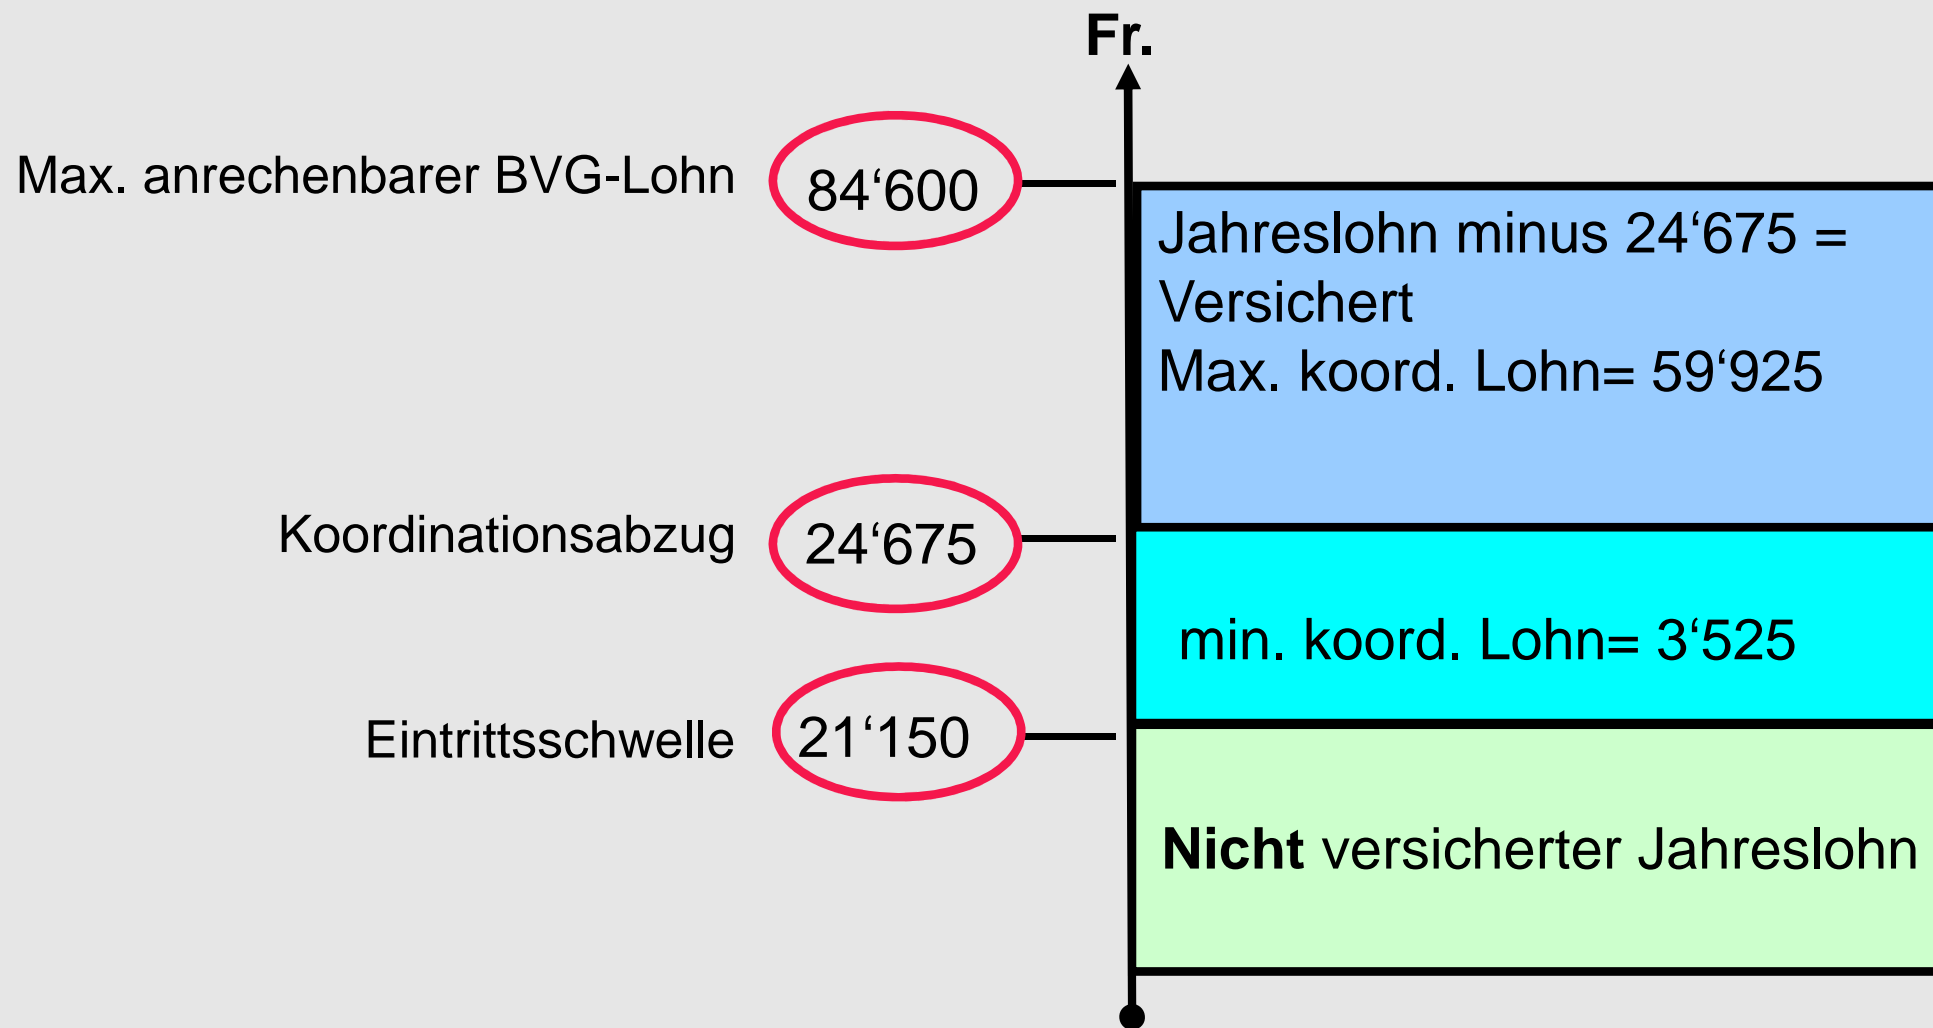 Fr.
Max. anrechenbarer BVG-Lohn 84‘600
Jahreslohn minus 24‘675 =
Versichert
Max. koord. Lohn= 59‘925
Koordinationsabzug 24‘675
min. koord. Lohn= 3‘525
Eintrittsschwelle 21‘150
Nicht versicherter Jahreslohn